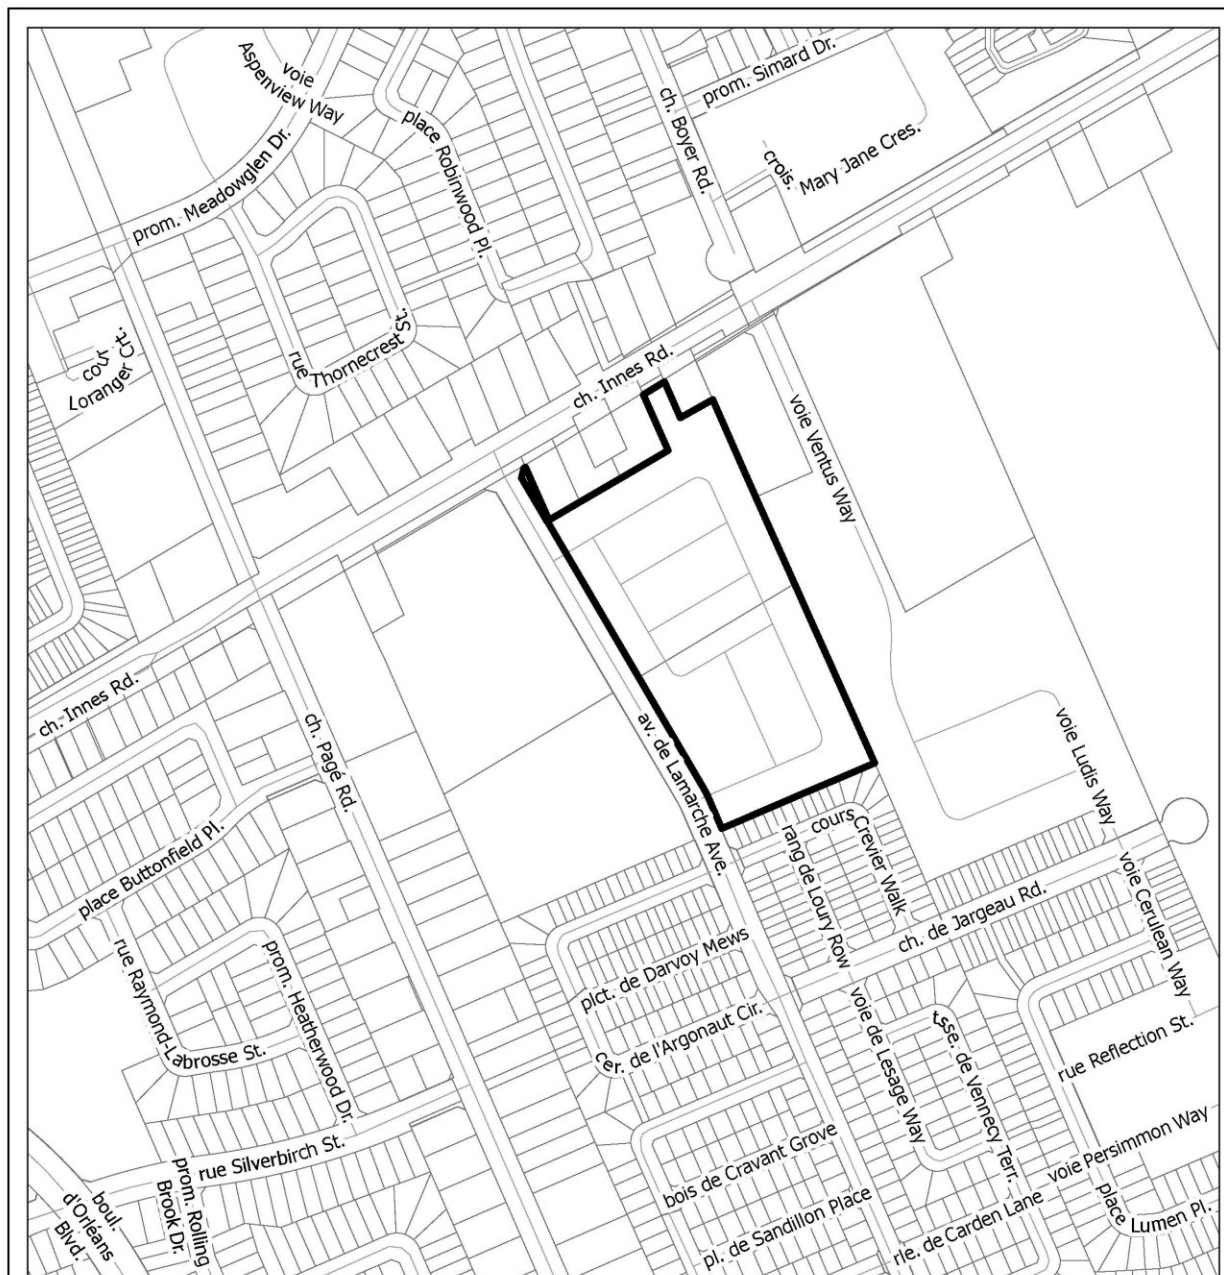 voie
Aspenview Way
prom. Simard Dr.
ch. Boyer Rd.
place Robinwood Pl.
crois.
Mary Jane Cres.
prom. Meadowglen Dr.
cour
Loranger Crt.
rue
Thornecrest St.
ch. Innes Rd.
voie Ventus Way
ch. Innes Rd.
ch. Pagé Rd.
av. de Lamarche Ave.
voie Ludis Way
place Buttonfield Pl.
cours
Crevier Walk
rang de Loury Row
ch. de Jargeau Rd.
voie Cerulean Way
rue Raymond-Labrosse St.
prom. Heatherwood Dr.
plct. de Darvoy Mews
cer. de l'Argonaut Cir.
voie de Lesage Way
tsse. de Vennecy Terr.
rue Reflection St.
rue Silverbirch St.
bois de Cravant Grove
voie Persimmon Way
prom. Rolling
Brook Dr.
boul.
d'Orléans
Blvd.
pl. de Sandillon Place
rle. de Carden Lane
place
Lumen Pl.